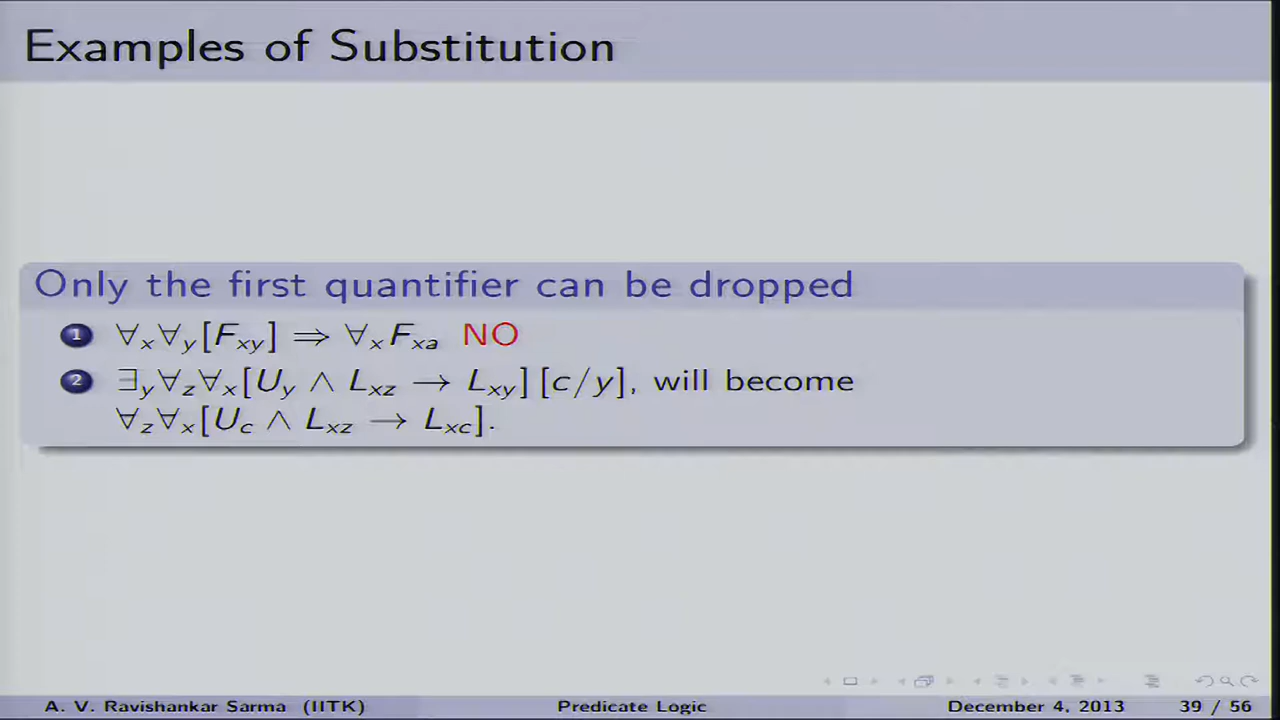 Examples of Substitution
Only the first quantifier can be dropped
1 ∀x∀y[Fxy] ⇒ ∀xFxa NO
2 ∃y∀z∀x[Uy ∧ Lxz → Lxy][c/y], will become
∀z∀x[Uc ∧ Lxz → Lxc].
A. V. Ravishankar Sarma (IITK) Predicate Logic December 4, 2013 39 / 56